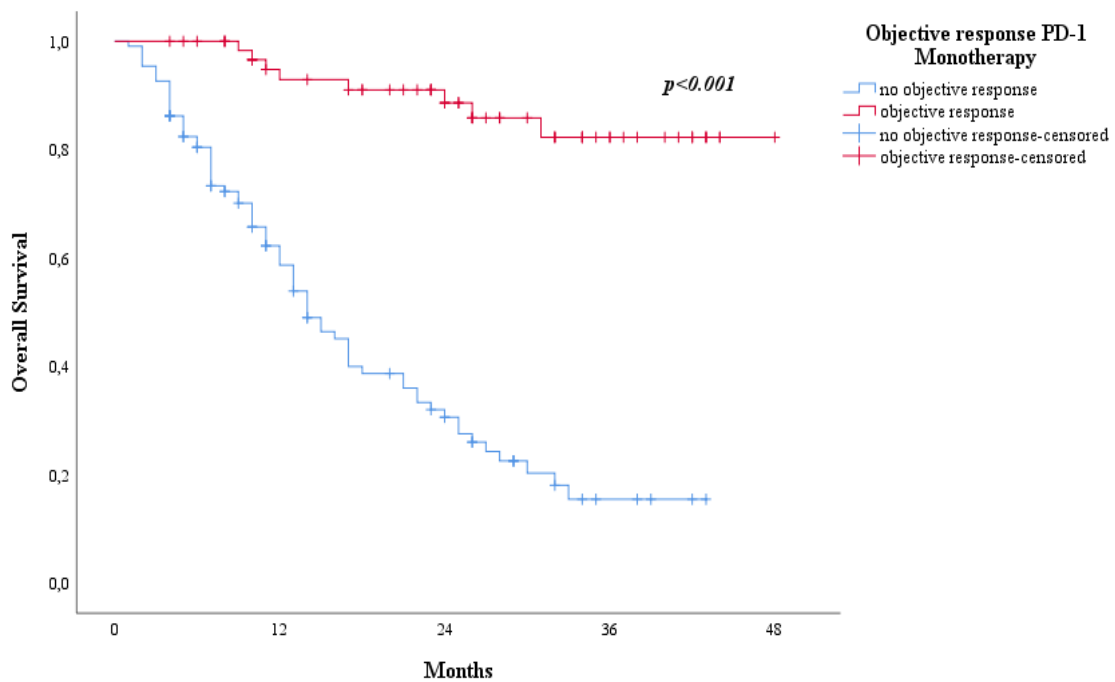 Objective response PD-1
Monotherapy
no objective response
objective response
no objective response-censored
objective response-censored
p<0.001
Overall Survival
1,0
0,8
0,6
0,4
0,2
0,0
0 12 24 36 48
Months